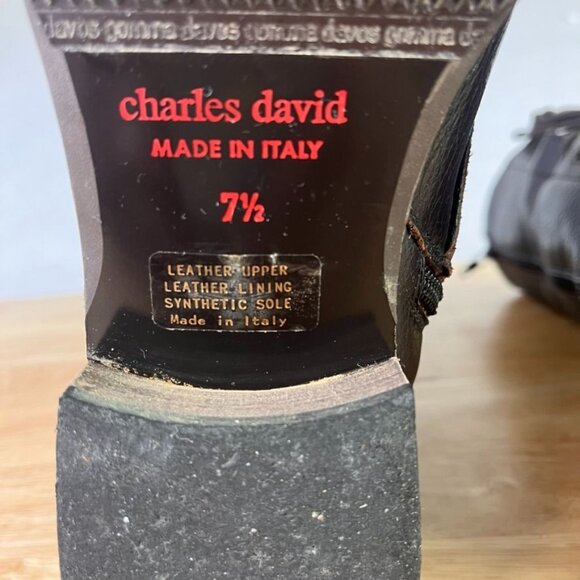 davos gomma davos gomma davos gomma da
charles david
MADE IN ITALY
7½
LEATHER UPPER
LEATHER LINING
SYNTHETIC SOLE
Made in Italy